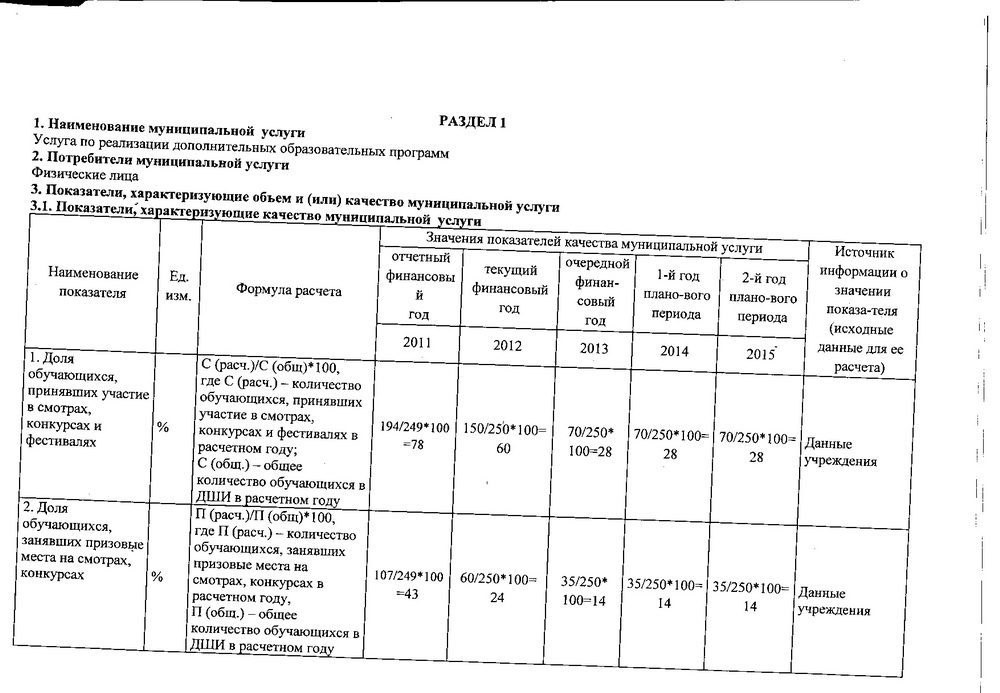 РАЗДЕЛ 1
1. Наименование муниципальной услуги
Услуга по реализации дополнительных образовательных программ
2. Потребители муниципальной услуги
Физические лица
3. Показатели, характеризующие объем и (или) качество муниципальной услуги
3.1. Показатели, характеризующие качество муниципальной услуги
Наименование
показателя
Ед.
изм.
Формула расчета
Значения показателей качества муниципальной услуги
отчетный
финансовы
й
год
текущий
финансовый
год
очередной
финан-
совый
год
1-й год
плано-вого
периода
2-й год
плано-вого
периода
Источник
информации о
значении
показа-теля
(исходные
данные для ее
расчета)
2011
2012
2013
2014
2015
1. Доля
обучающихся,
принявших участие
в смотрах,
конкурсах и
фестивалях
%
С (расч.)/С (общ)*100,
где С (расч.) – количество
обучающихся, принявших
участие в смотрах,
конкурсах и фестивалях в
расчетном году;
С (общ.) – общее
количество обучающихся в
ДШИ в расчетном году
194/249*100
=78
150/250*100=
60
70/250*
100=28
70/250*100=
28
70/250*100=
28
Данные
учреждения
2. Доля
обучающихся,
занявших призовые
места на смотрах,
конкурсах
%
П (расч.)/П (общ)*100,
где П (расч.) – количество
обучающихся, занявших
призовые места на
смотрах, конкурсах в
расчетном году,
П (общ.) – общее
количество обучающихся в
ДШИ в расчетном году
107/249*100
=43
60/250*100=
24
35/250*
100=14
35/250*100=
14
35/250*100=
14
Данные
учреждения